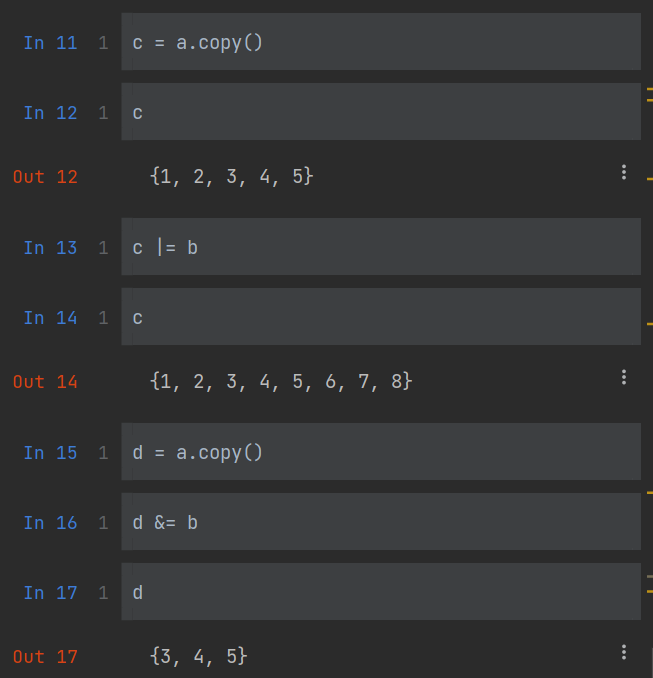 In 11 1 c = a.copy()
In 12 1 c
Out 12 {1, 2, 3, 4, 5}
In 13 1 c |= b
In 14 1 c
Out 14 {1, 2, 3, 4, 5, 6, 7, 8}
In 15 1 d = a.copy()
In 16 1 d &= b
In 17 1 d
Out 17 {3, 4, 5}